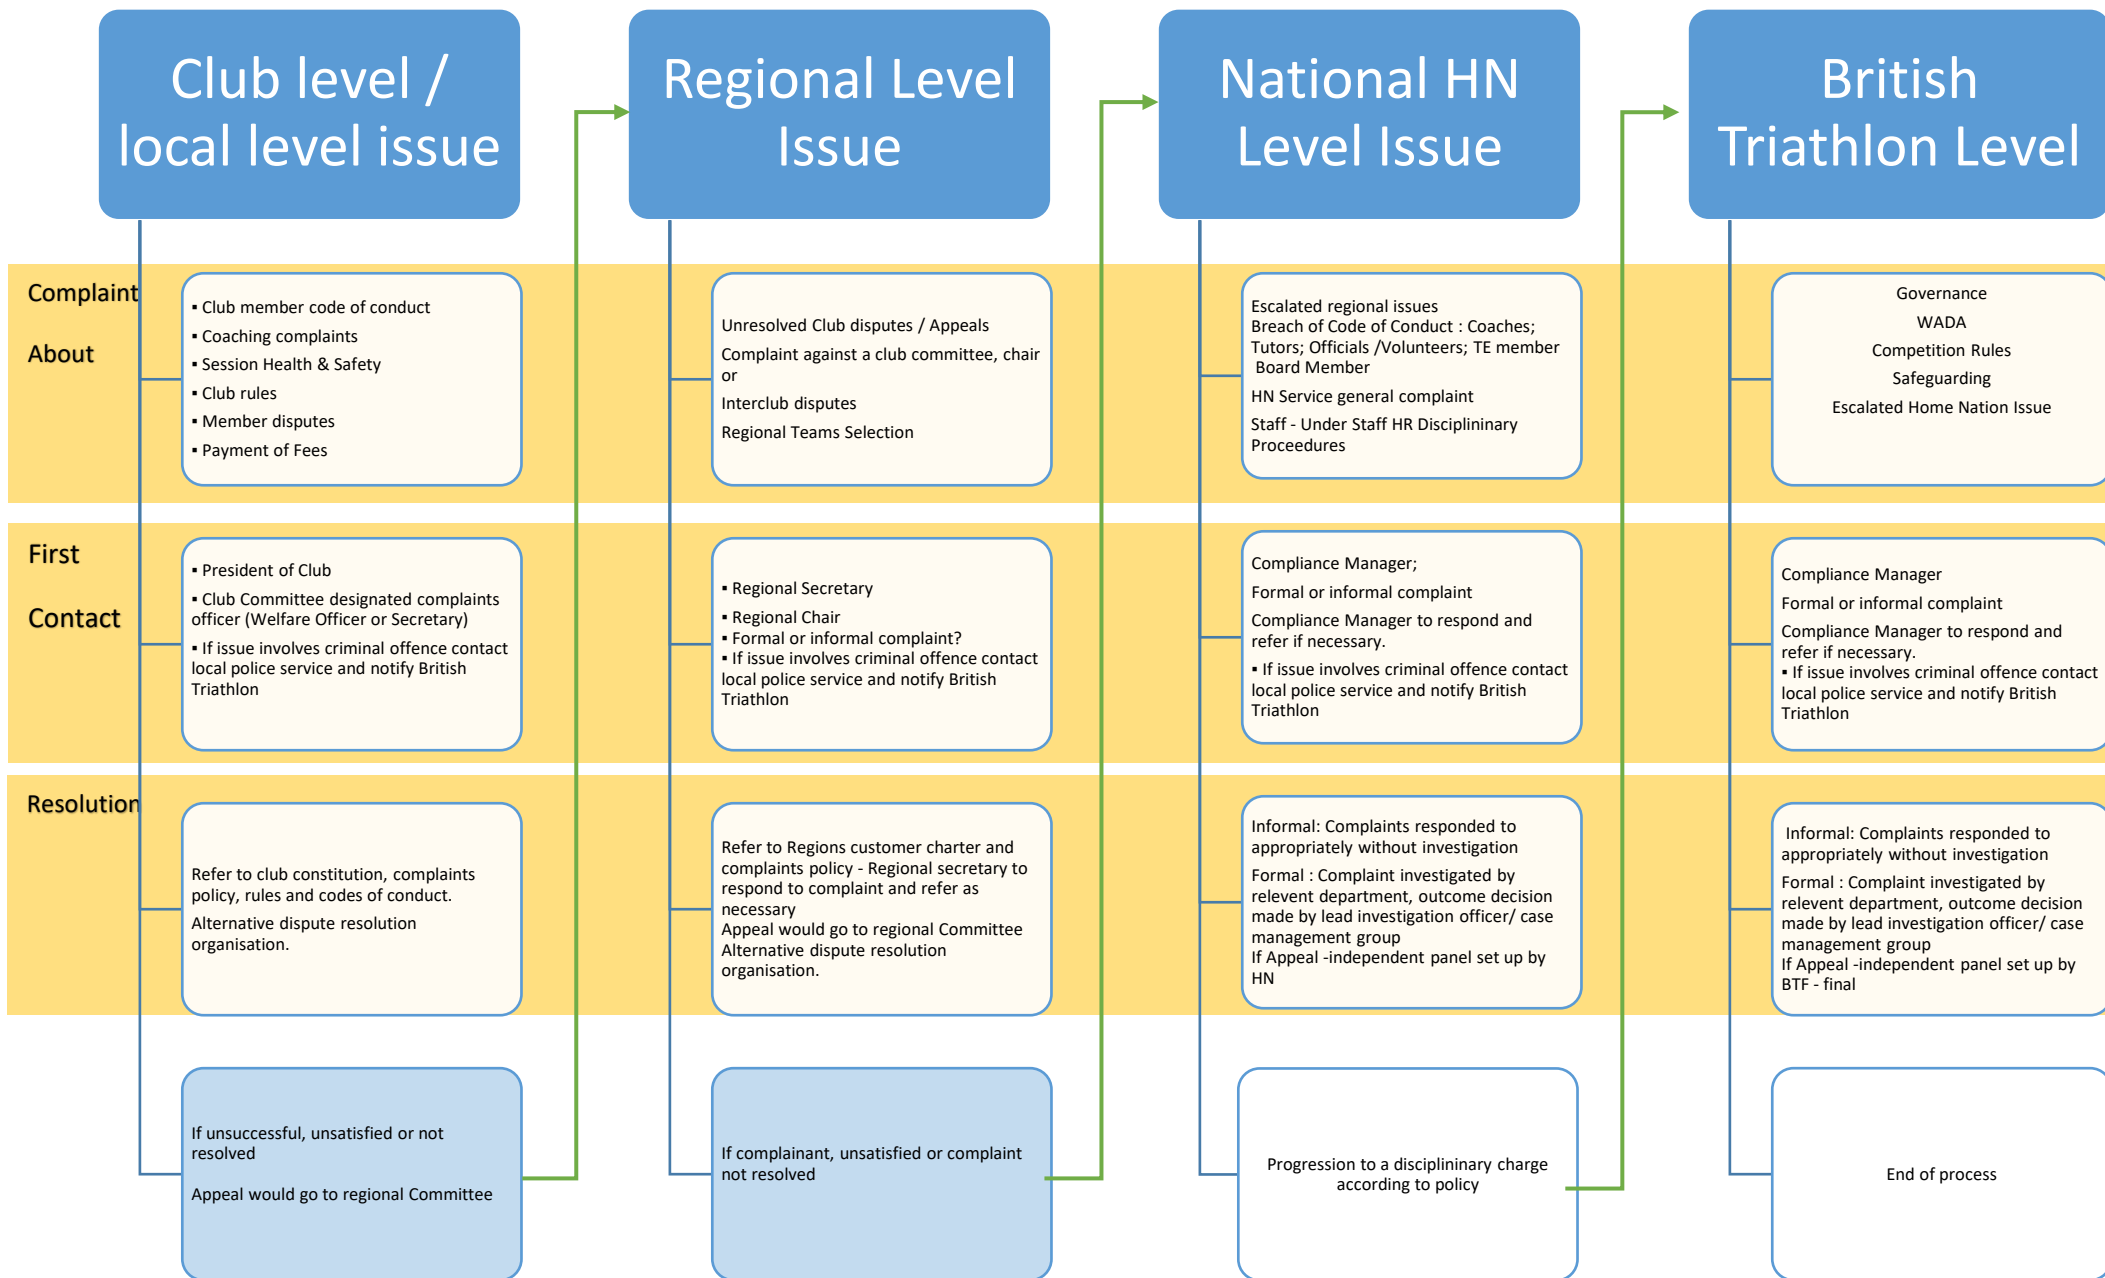 Club level /
local level issue
Regional Level
Issue
National HN
Level Issue
British
Triathlon Level
Complaint
About
▪ Club member code of conduct
▪ Coaching complaints
▪ Session Health & Safety
▪ Club rules
▪ Member disputes
▪ Payment of Fees
Unresolved Club disputes / Appeals
Complaint against a club committee, chair
or
Interclub disputes
Regional Teams Selection
Escalated regional issues
Breach of Code of Conduct : Coaches;
Tutors; Officials /Volunteers; TE member
Board Member
HN Service general complaint
Staff - Under Staff HR Disciplininary
Proceedures
Governance
WADA
Competition Rules
Safeguarding
Escalated Home Nation Issue
First
Contact
▪ President of Club
▪ Club Committee designated complaints
officer (Welfare Officer or Secretary)
▪ If issue involves criminal offence contact
local police service and notify British
Triathlon
▪ Regional Secretary
▪ Regional Chair
▪ Formal or informal complaint?
▪ If issue involves criminal offence contact
local police service and notify British
Triathlon
Compliance Manager;
Formal or informal complaint
Compliance Manager to respond and
refer if necessary.
▪ If issue involves criminal offence contact
local police service and notify British
Triathlon
Compliance Manager
Formal or informal complaint
Compliance Manager to respond and
refer if necessary.
▪ If issue involves criminal offence contact
local police service and notify British
Triathlon
Resolution
Refer to club constitution, complaints
policy, rules and codes of conduct.
Alternative dispute resolution
organisation.
Refer to Regions customer charter and
complaints policy - Regional secretary to
respond to complaint and refer as
necessary
Appeal would go to regional Committee
Alternative dispute resolution
organisation.
Informal: Complaints responded to
appropriately without investigation
Formal : Complaint investigated by
relevent department, outcome decision
made by lead investigation officer/ case
management group
If Appeal -independent panel set up by
HN
Informal: Complaints responded to
appropriately without investigation
Formal : Complaint investigated by
relevent department, outcome decision
made by lead investigation officer/ case
management group
If Appeal -independent panel set up by
BTF - final
If unsuccessful, unsatisfied or not
resolved
Appeal would go to regional Committee
If complainant, unsatisfied or complaint
not resolved
Progression to a disciplininary charge
according to policy
End of process